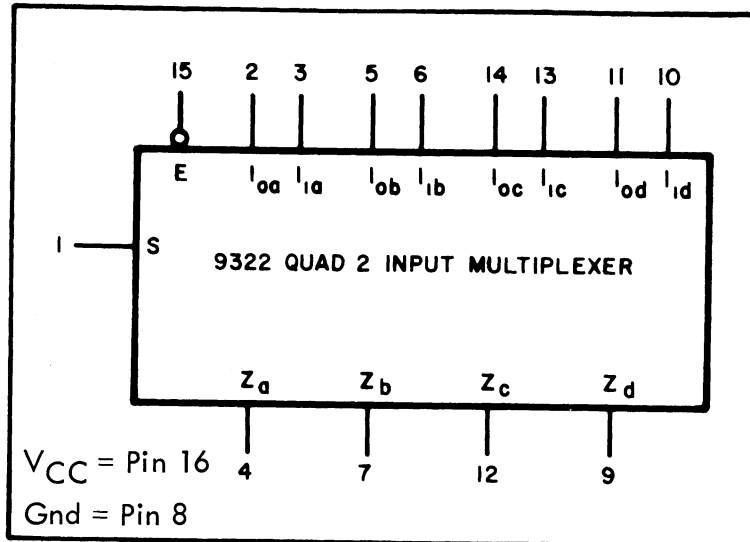 15 2 3 5 6 14 13 11 10
E I0a I1a I0b I1b I0c I1c I0d I1d
1 S
9322 QUAD 2 INPUT MULTIPLEXER
Za Zb Zc Zd
4 7 12 9
VCC = Pin 16
Gnd = Pin 8